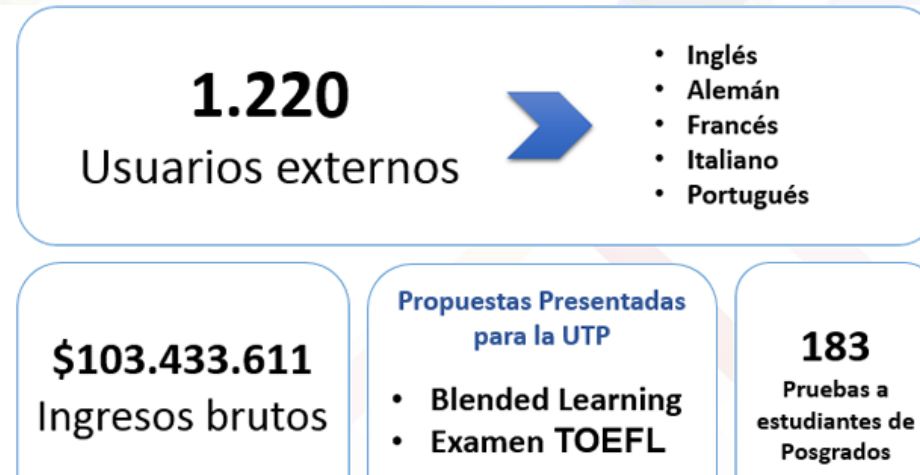 1.220
Usuarios externos
• Inglés
• Alemán
• Francés
• Italiano
• Portugués
$103.433.611
Ingresos brutos
Propuestas Presentadas
para la UTP
• Blended Learning
• Examen TOEFL
183
Pruebas a
estudiantes de
Posgrados